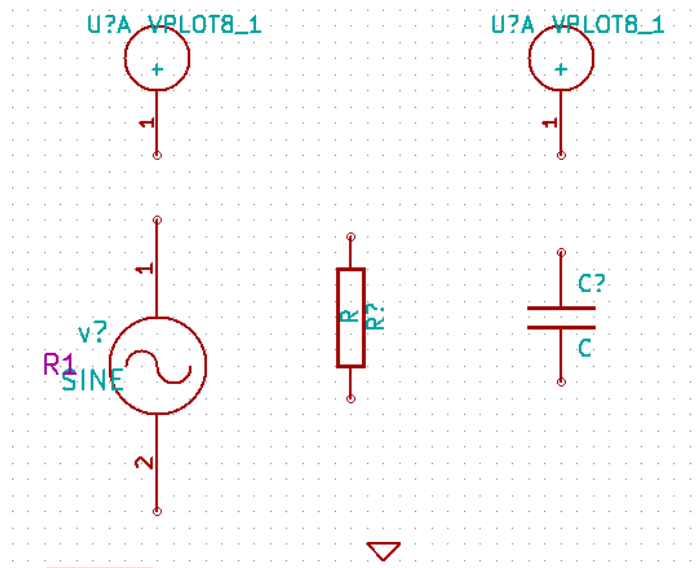 U?A VPLOT8_1
U?A VPLOT8_1
+
+
1
1
1
C?
R
R?
v?
C
R1
SINE
2